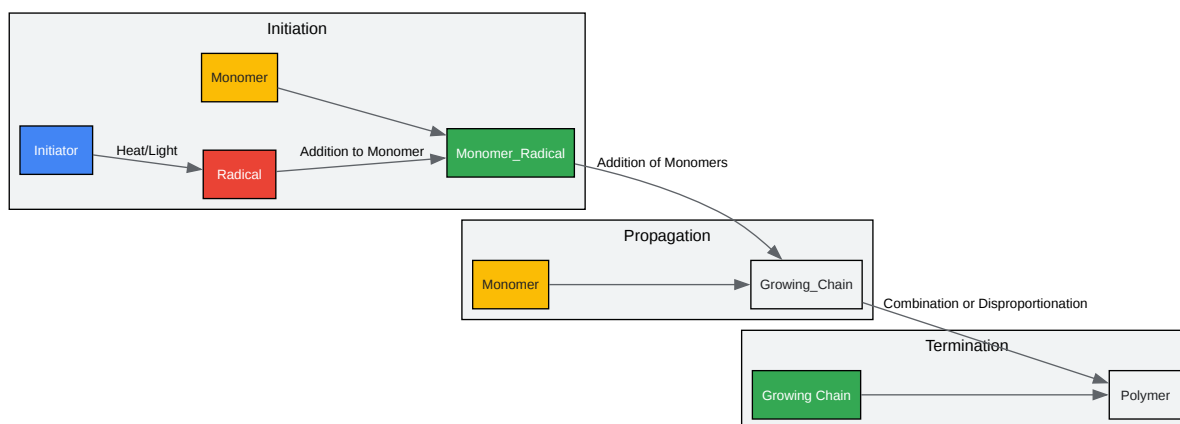 Initiation
Monomer
Initiator
Heat/Light
Radical
Addition to Monomer
Monomer_Radical
Addition of Monomers
Propagation
Monomer
Growing_Chain
Combination or Disproportionation
Termination
Growing Chain
Polymer